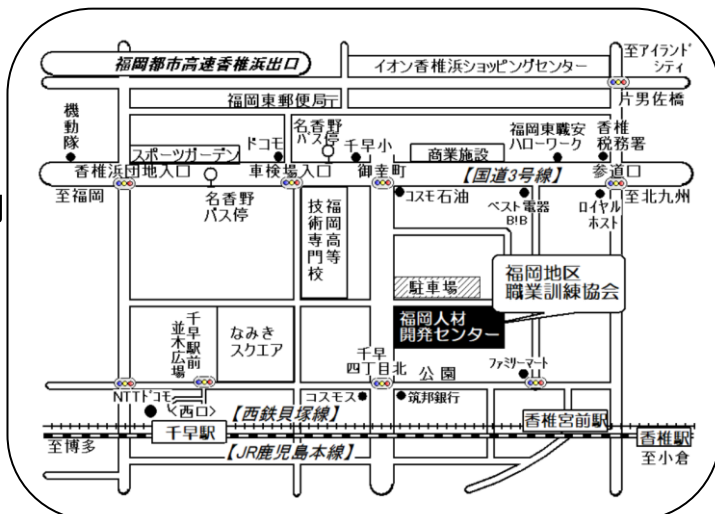 福岡都市高速香椎浜出口
イオン香椎浜ショッピングセンター
至アイランド
シティ
片男佐橋
福岡東郵便局〒
機動隊
スポーツガーデン
ドコモ
名香野
バス停
千早小
商業施設
福岡東職安
ハローワーク
香椎
税務署
香椎浜団地入口
車検場入口
御幸町
【国道3号線】
参道口
至福岡
名香野
バス停
コスモ石油
ベスト電器
B!B
ロイヤル
ホスト
至北九州
福岡高等
技術専門校
駐車場
福岡地区
職業訓練協会
福岡人材
開発センター
千早駅前
並木広場
なみき
スクエア
千早
四丁目北
公園
ファミリーマート
NTTドコモ
<西口>
【西鉄貝塚線】
コスモス
筑邦銀行
香椎宮前駅
千早駅
香椎駅
至博多
【JR鹿児島本線】
至小倉